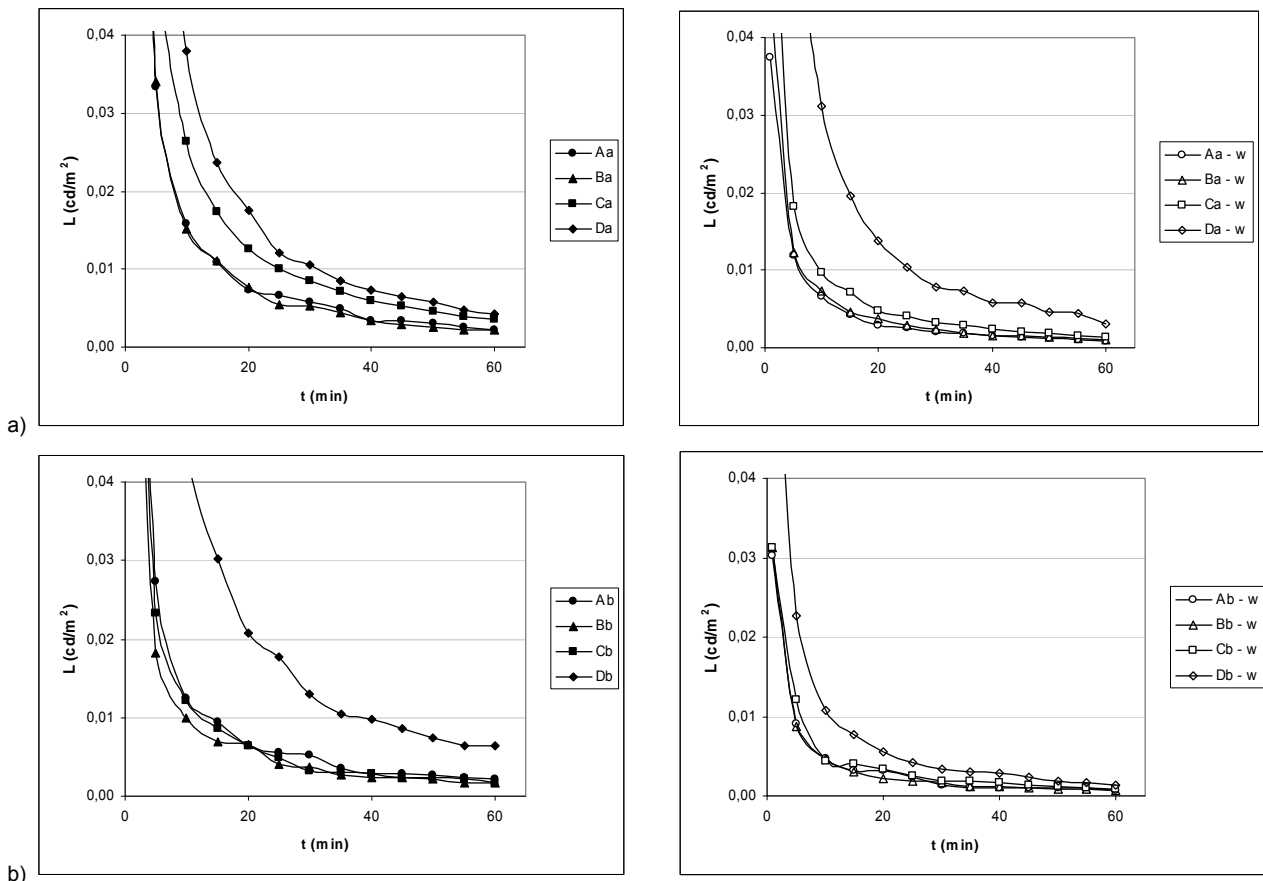 0,04
0,03
0,02
0,01
0,00
L (cd/m²)
0 20 40 60
t (min)
Aa
Ba
Ca
Da
0,04
0,03
0,02
0,01
0,00
L (cd/m²)
0 20 40 60
t (min)
Aa - w
Ba - w
Ca - w
Da - w
a)
0,04
0,03
0,02
0,01
0,00
L (cd/m²)
0 20 40 60
t (min)
Ab
Bb
Cb
Db
0,04
0,03
0,02
0,01
0,00
L (cd/m²)
0 20 40 60
t (min)
Ab - w
Bb - w
Cb - w
Db - w
b)